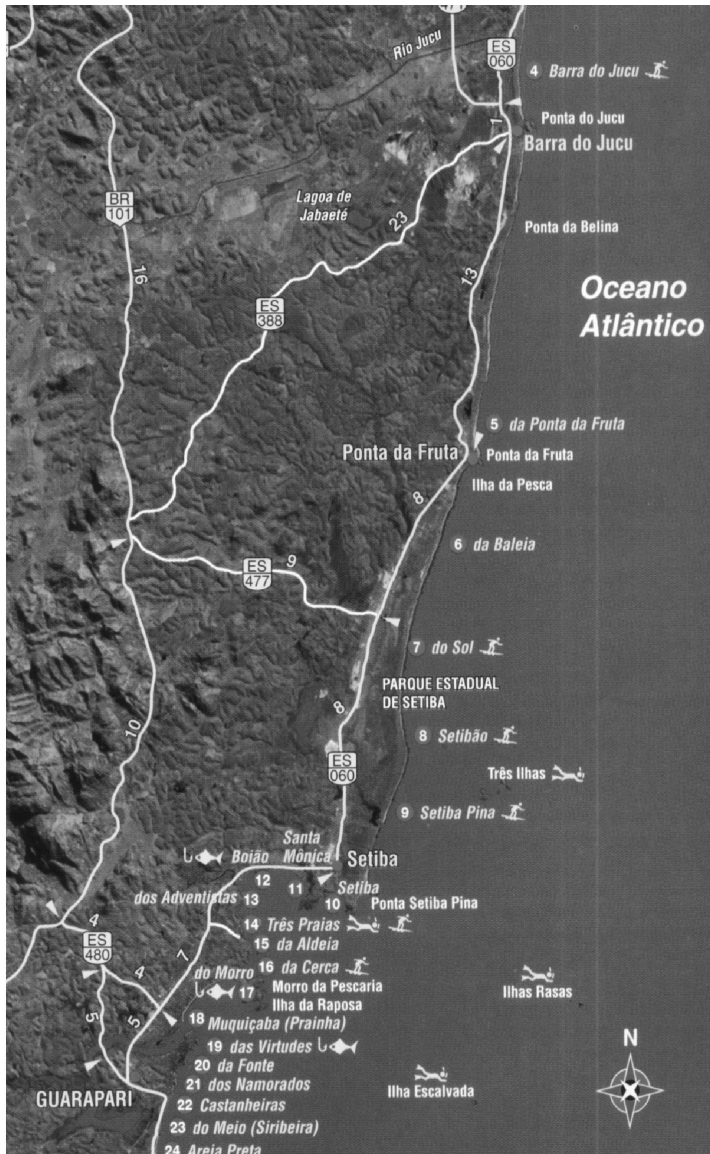 471
ES
060
Rio Jucu
4 Barra do Jucu
1
Ponta do Jucu
Barra do Jucu
BR
101
Lagoa de
Jabaeté
23
Ponta da Belina
16
13
Oceano
Atlântico
ES
388
5 da Ponta da Fruta
Ponta da Fruta
Ponta da Fruta
Ilha da Pesca
8
6 da Baleia
9
ES
477
7 do Sol
PARQUE ESTADUAL
DE SETIBA
8
10
8 Setibão
ES
060
Três Ilhas
9 Setiba Pina
Santa
Mônica
Boião
Setiba
12
11
Setiba
dos Adventistas
13
10
Ponta Setiba Pina
4
14 Três Praias
ES
480
15 da Aldeia
7
4
do Morro
16 da Cerca
17
Morro da Pescaria
Ilha da Raposa
Ilhas Rasas
5
5
18 Muquiçaba (Prainha)
19 das Virtudes
N
20 da Fonte
21 dos Namorados
GUARAPARI
Ilha Escalvada
22 Castanheiras
23 do Meio (Siribeira)
24 Areia Preta